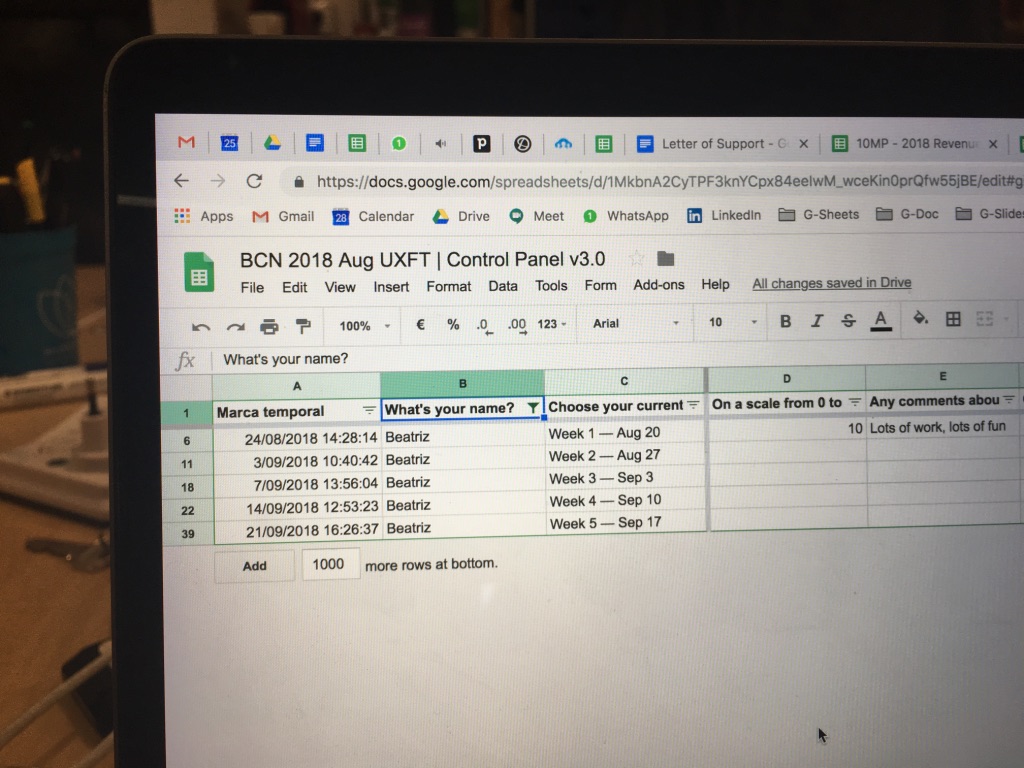 25 1 Letter of Support - G 10MP - 2018 Revenu
https://docs.google.com/spreadsheets/d/1MkbnA2CyTPF3knYCpx84eelwM_wceKin0prQfw55jBE/edit#g
Apps Gmail 28 Calendar Drive Meet 1 WhatsApp in LinkedIn G-Sheets G-Doc G-Slides
BCN 2018 Aug UXFT | Control Panel v3.0
File Edit View Insert Format Data Tools Form Add-ons Help All changes saved in Drive
100% € % .0 .00 123 Arial 10 B I S A
fx What's your name?
A B C D E
1 Marca temporal What's your name? Choose your current On a scale from 0 to Any comments abou
6 24/08/2018 14:28:14 Beatriz Week 1 — Aug 20 10 Lots of work, lots of fun
11 3/09/2018 10:40:42 Beatriz Week 2 — Aug 27
18 7/09/2018 13:56:04 Beatriz Week 3 — Sep 3
22 14/09/2018 12:53:23 Beatriz Week 4 — Sep 10
39 21/09/2018 16:26:37 Beatriz Week 5 — Sep 17
Add 1000 more rows at bottom.